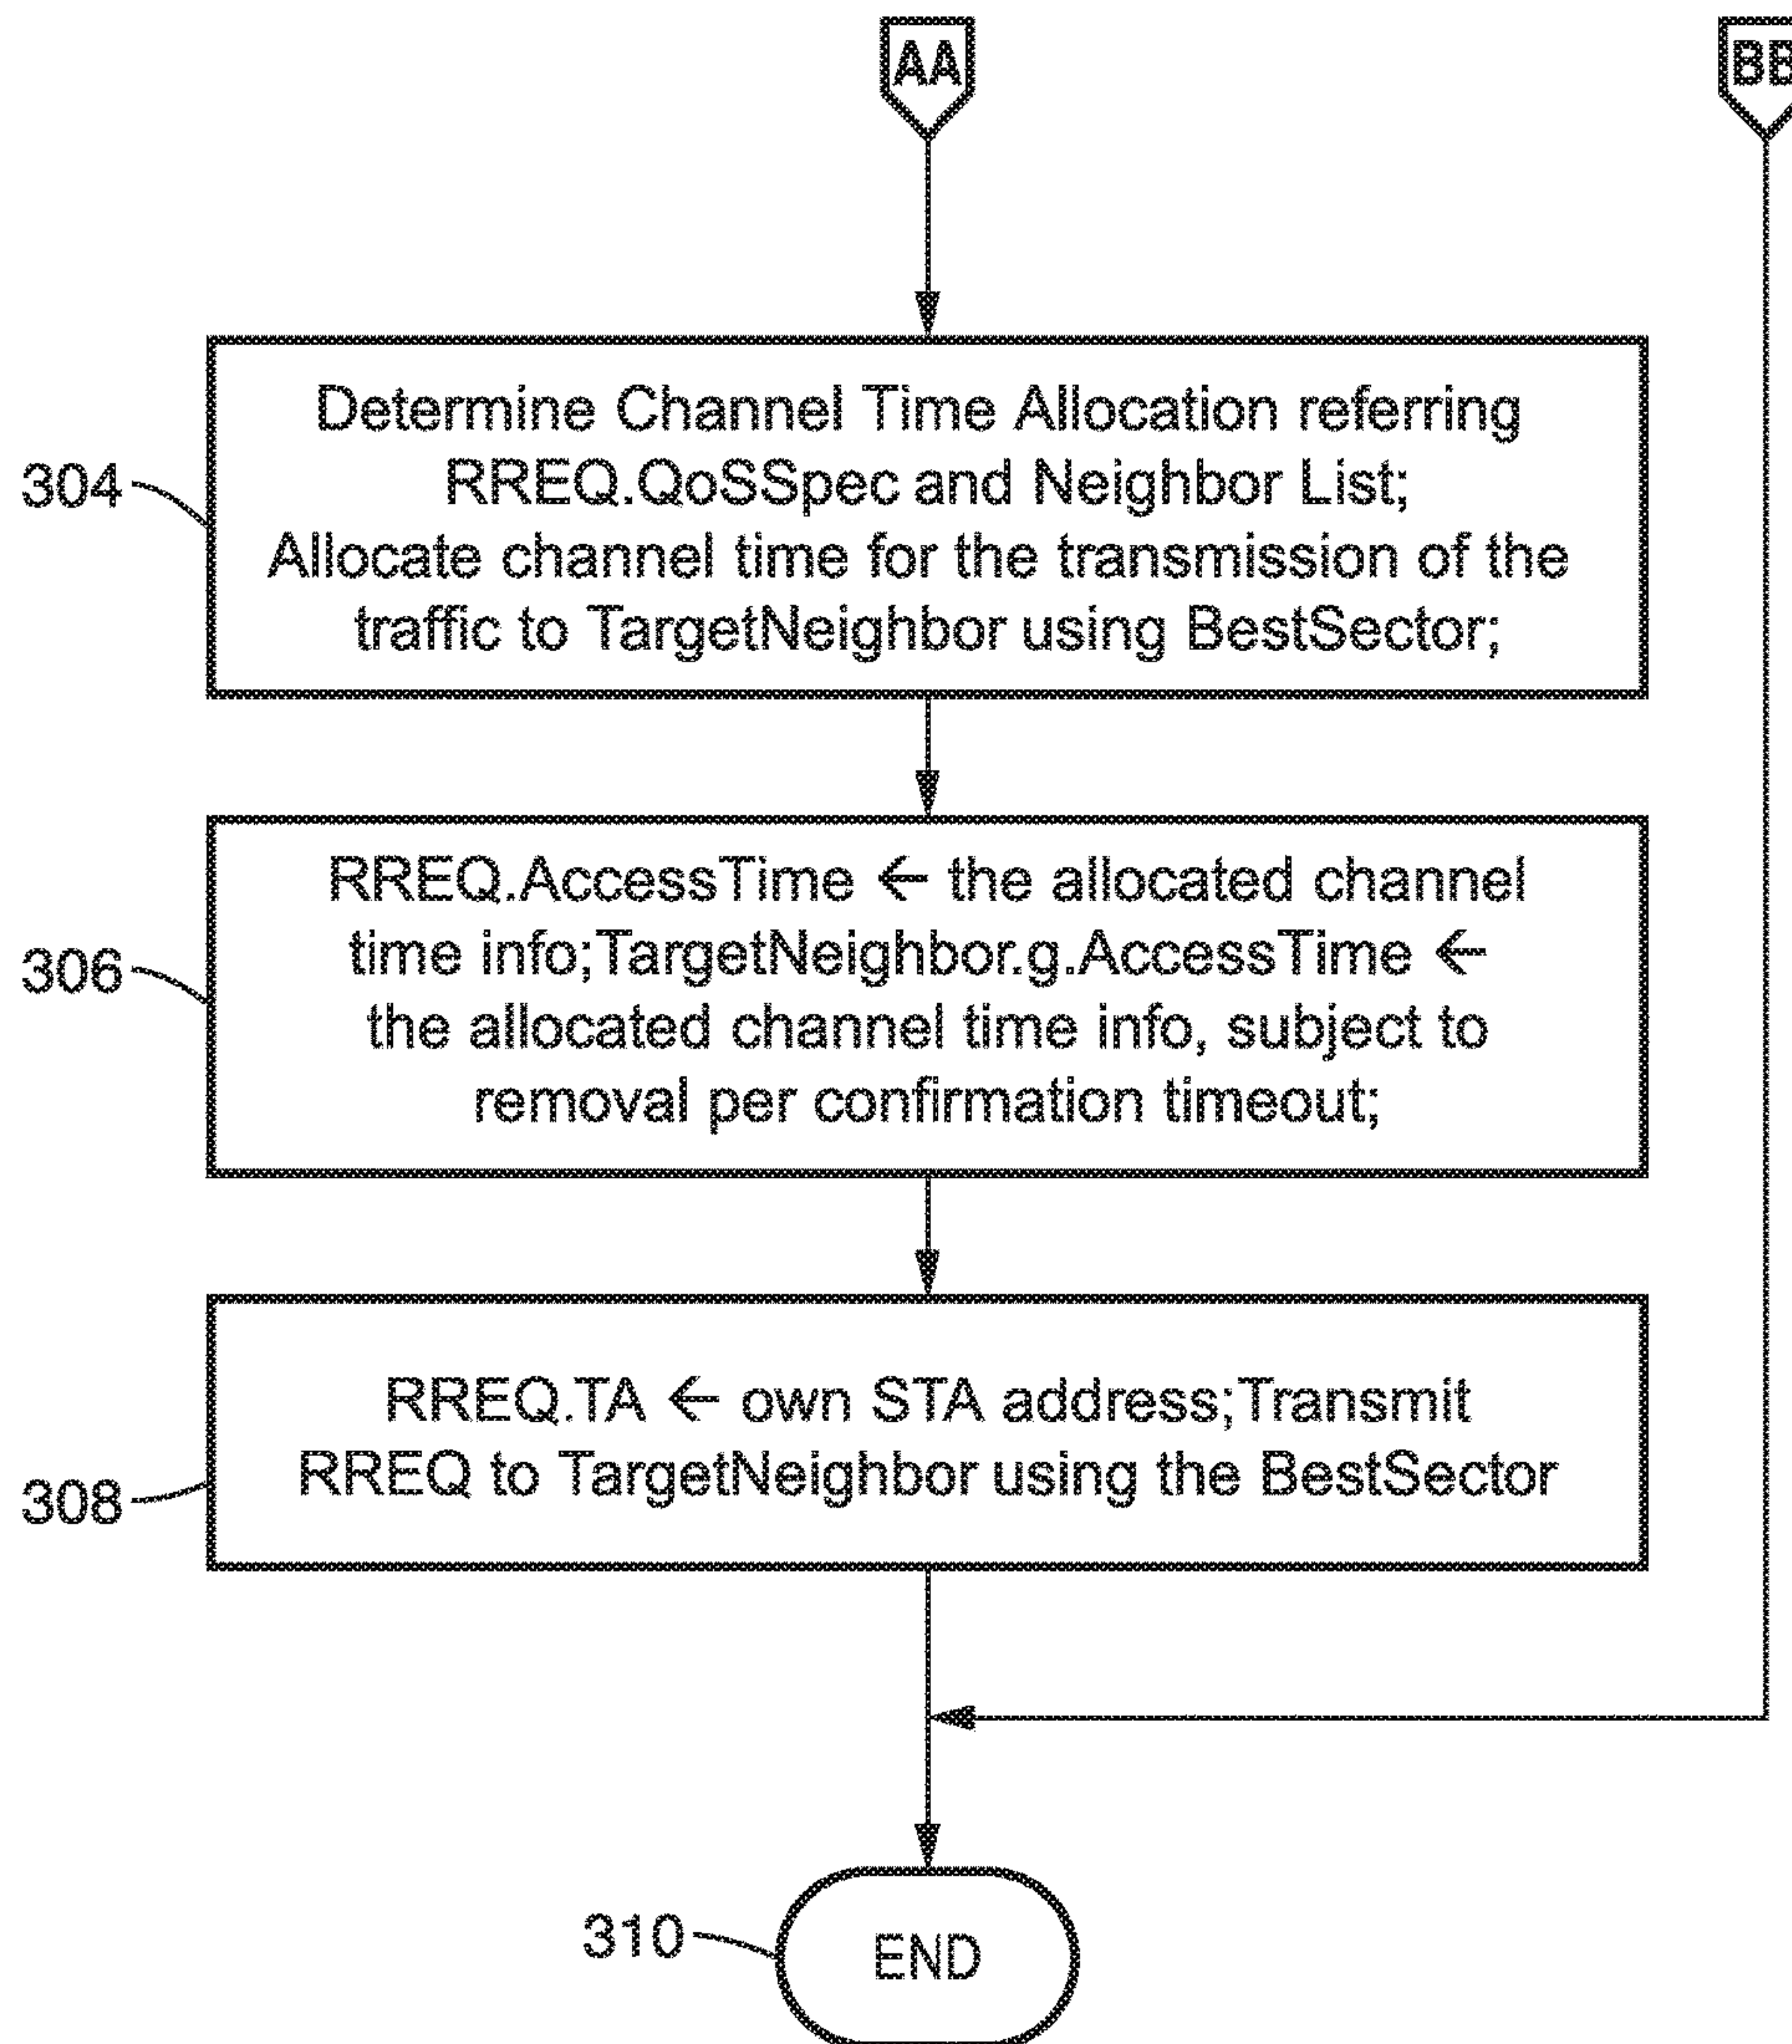 AA
BB
304
Determine Channel Time Allocation referring
RREQ.QoSSpec and Neighbor List;
Allocate channel time for the transmission of the
traffic to TargetNeighbor using BestSector;
306
RREQ.AccessTime ← the allocated channel
time info;TargetNeighbor.g.AccessTime ←
the allocated channel time info, subject to
removal per confirmation timeout;
308
RREQ.TA ← own STA address;Transmit
RREQ to TargetNeighbor using the BestSector
310
END